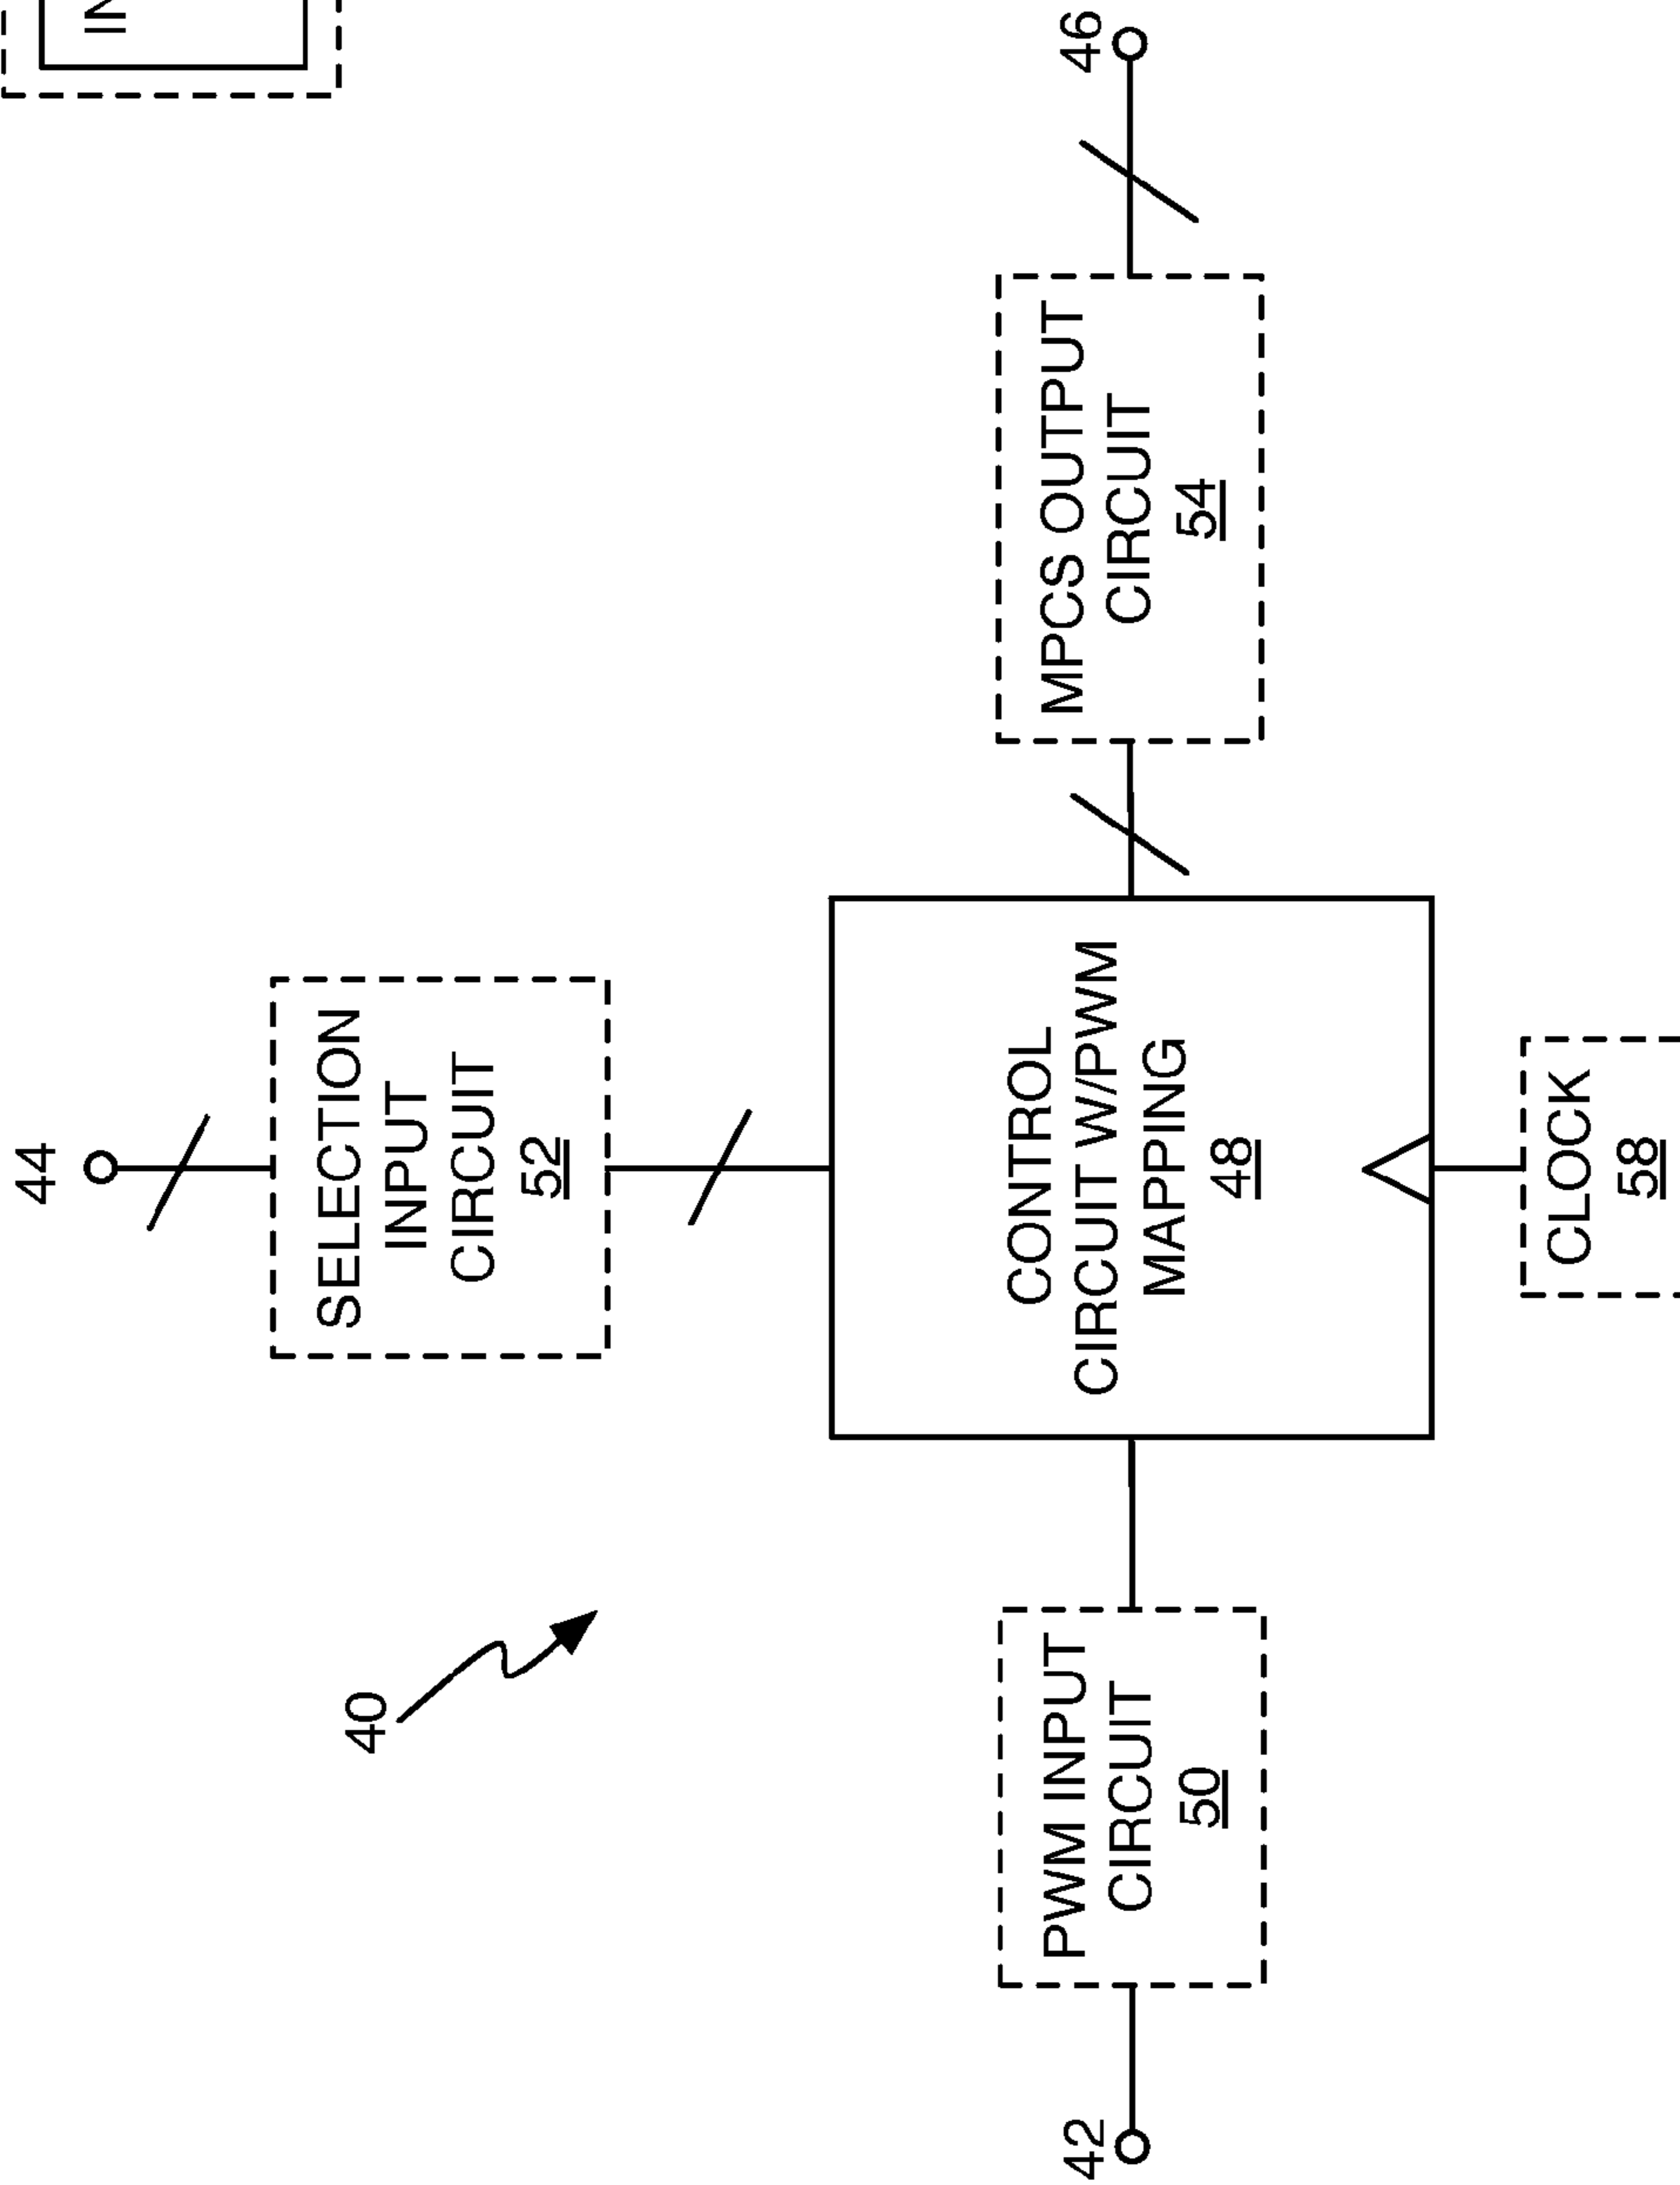 44
SELECTION
INPUT
CIRCUIT
52
40
42
PWM INPUT
CIRCUIT
50
CONTROL
CIRCUIT W/PWM
MAPPING
48
MPCS OUTPUT
CIRCUIT
54
46
CLOCK
58